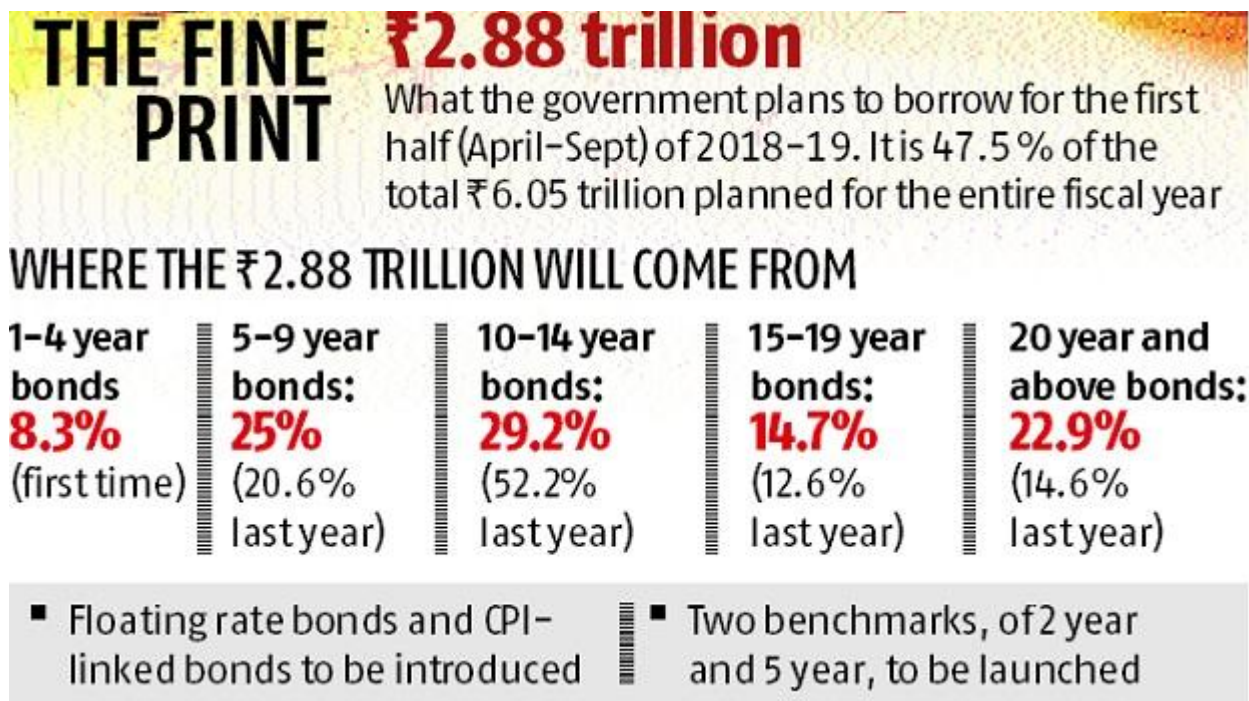 THE FINE
PRINT
₹2.88 trillion
What the government plans to borrow for the first
half (April-Sept) of 2018-19. It is 47.5% of the
total ₹6.05 trillion planned for the entire fiscal year
WHERE THE ₹2.88 TRILLION WILL COME FROM
1-4 year
bonds
8.3%
(first time)
5-9 year
bonds:
25%
(20.6%
last year)
10-14 year
bonds:
29.2%
(52.2%
last year)
15-19 year
bonds:
14.7%
(12.6%
last year)
20 year and
above bonds:
22.9%
(14.6%
last year)
▪ Floating rate bonds and CPI-
linked bonds to be introduced
▪ Two benchmarks, of 2 year
and 5 year, to be launched